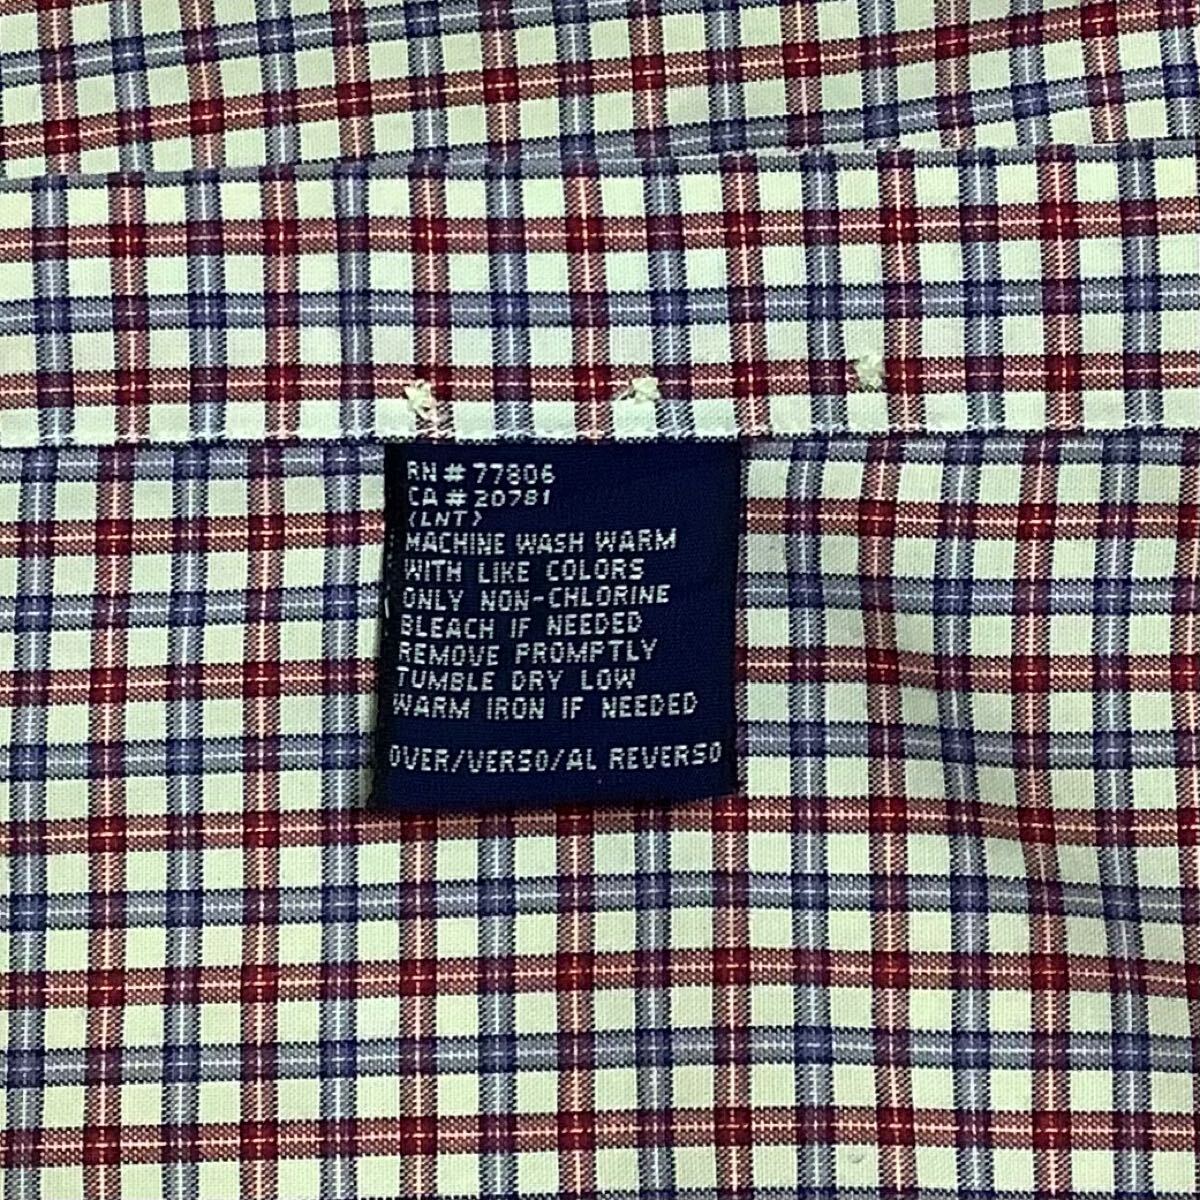 RN # 77806
CA # 20781
(LNT)
MACHINE WASH WARM
WITH LIKE COLORS
ONLY NON-CHLORINE
BLEACH IF NEEDED
REMOVE PROMPTLY
TUMBLE DRY LOW
WARM IRON IF NEEDED
OVER/VERSO/AL REVERSO